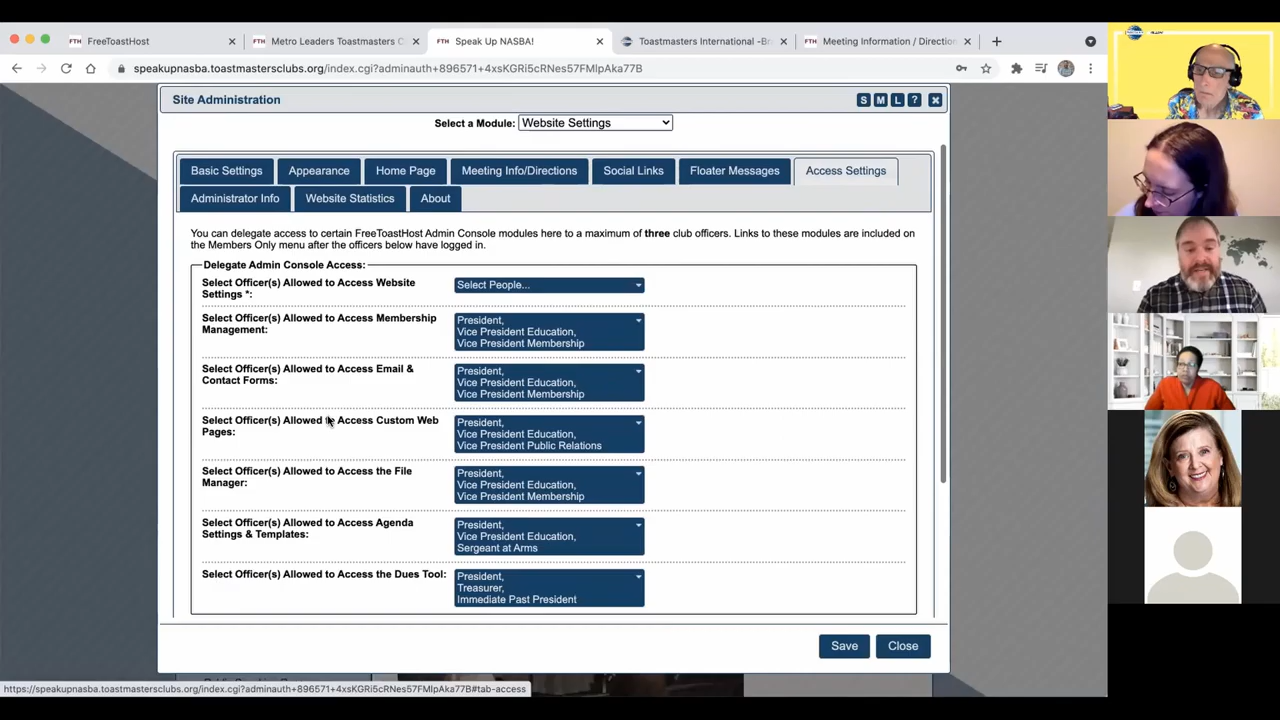 FreeToastHost
Metro Leaders Toastmasters C
Speak Up NASBA!
Toastmasters International -Br
Meeting Information / Directio
speakupnasba.toastmastersclubs.org/index.cgi?adminauth+896571+4xsKGRi5cRNes57FMlpAka77B
Site Administration
S M L ?
Select a Module: Website Settings
Basic Settings
Appearance
Home Page
Meeting Info/Directions
Social Links
Floater Messages
Access Settings
Administrator Info
Website Statistics
About
You can delegate access to certain FreeToastHost Admin Console modules here to a maximum of three club officers. Links to these modules are included on
the Members Only menu after the officers below have logged in.
Delegate Admin Console Access:
Select Officer(s) Allowed to Access Website
Settings *:
Select People...
Select Officer(s) Allowed to Access Membership
Management:
President,
Vice President Education,
Vice President Membership
Select Officer(s) Allowed to Access Email &
Contact Forms:
President,
Vice President Education,
Vice President Membership
Select Officer(s) Allowed to Access Custom Web
Pages:
President,
Vice President Education,
Vice President Public Relations
Select Officer(s) Allowed to Access the File
Manager:
President,
Vice President Education,
Vice President Membership
Select Officer(s) Allowed to Access Agenda
Settings & Templates:
President,
Vice President Education,
Sergeant at Arms
Select Officer(s) Allowed to Access the Dues Tool:
President,
Treasurer,
Immediate Past President
Save
Close
https://speakupnasba.toastmastersclubs.org/index.cgi?adminauth+896571+4xsKGRi5cRNes57FMlpAka77B#tab-access